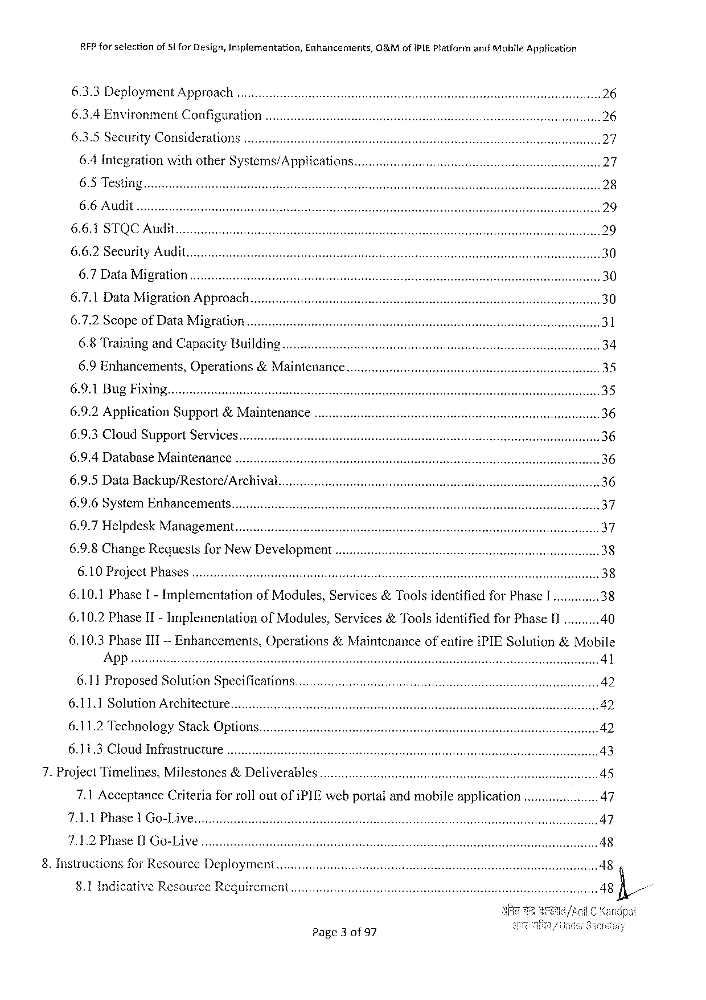 RFP for selection of SI for Design, Implementation, Enhancements, O&M of iPIE Platform and Mobile Application
6.3.3 Deployment Approach ........ 26
6.3.4 Environment Configuration ........ 26
6.3.5 Security Considerations ........ 27
6.4 Integration with other Systems/Applications ........ 27
6.5 Testing ........ 28
6.6 Audit ........ 29
6.6.1 STQC Audit ........ 29
6.6.2 Security Audit ........ 30
6.7 Data Migration ........ 30
6.7.1 Data Migration Approach ........ 30
6.7.2 Scope of Data Migration ........ 31
6.8 Training and Capacity Building ........ 34
6.9 Enhancements, Operations & Maintenance ........ 35
6.9.1 Bug Fixing ........ 35
6.9.2 Application Support & Maintenance ........ 36
6.9.3 Cloud Support Services ........ 36
6.9.4 Database Maintenance ........ 36
6.9.5 Data Backup/Restore/Archival ........ 36
6.9.6 System Enhancements ........ 37
6.9.7 Helpdesk Management ........ 37
6.9.8 Change Requests for New Development ........ 38
6.10 Project Phases ........ 38
6.10.1 Phase I - Implementation of Modules, Services & Tools identified for Phase I ........ 38
6.10.2 Phase II - Implementation of Modules, Services & Tools identified for Phase II ........ 40
6.10.3 Phase III – Enhancements, Operations & Maintenance of entire iPIE Solution & Mobile
App ........ 41
6.11 Proposed Solution Specifications ........ 42
6.11.1 Solution Architecture ........ 42
6.11.2 Technology Stack Options ........ 42
6.11.3 Cloud Infrastructure ........ 43
7. Project Timelines, Milestones & Deliverables ........ 45
7.1 Acceptance Criteria for roll out of iPIE web portal and mobile application ........ 47
7.1.1 Phase I Go-Live ........ 47
7.1.2 Phase II Go-Live ........ 48
8. Instructions for Resource Deployment ........ 48
8.1 Indicative Resource Requirement ........ 48
अनिल चन्द्र काण्डपाल/Anil C Kandpal
अवर सचिव/Under Secretary
Page 3 of 97